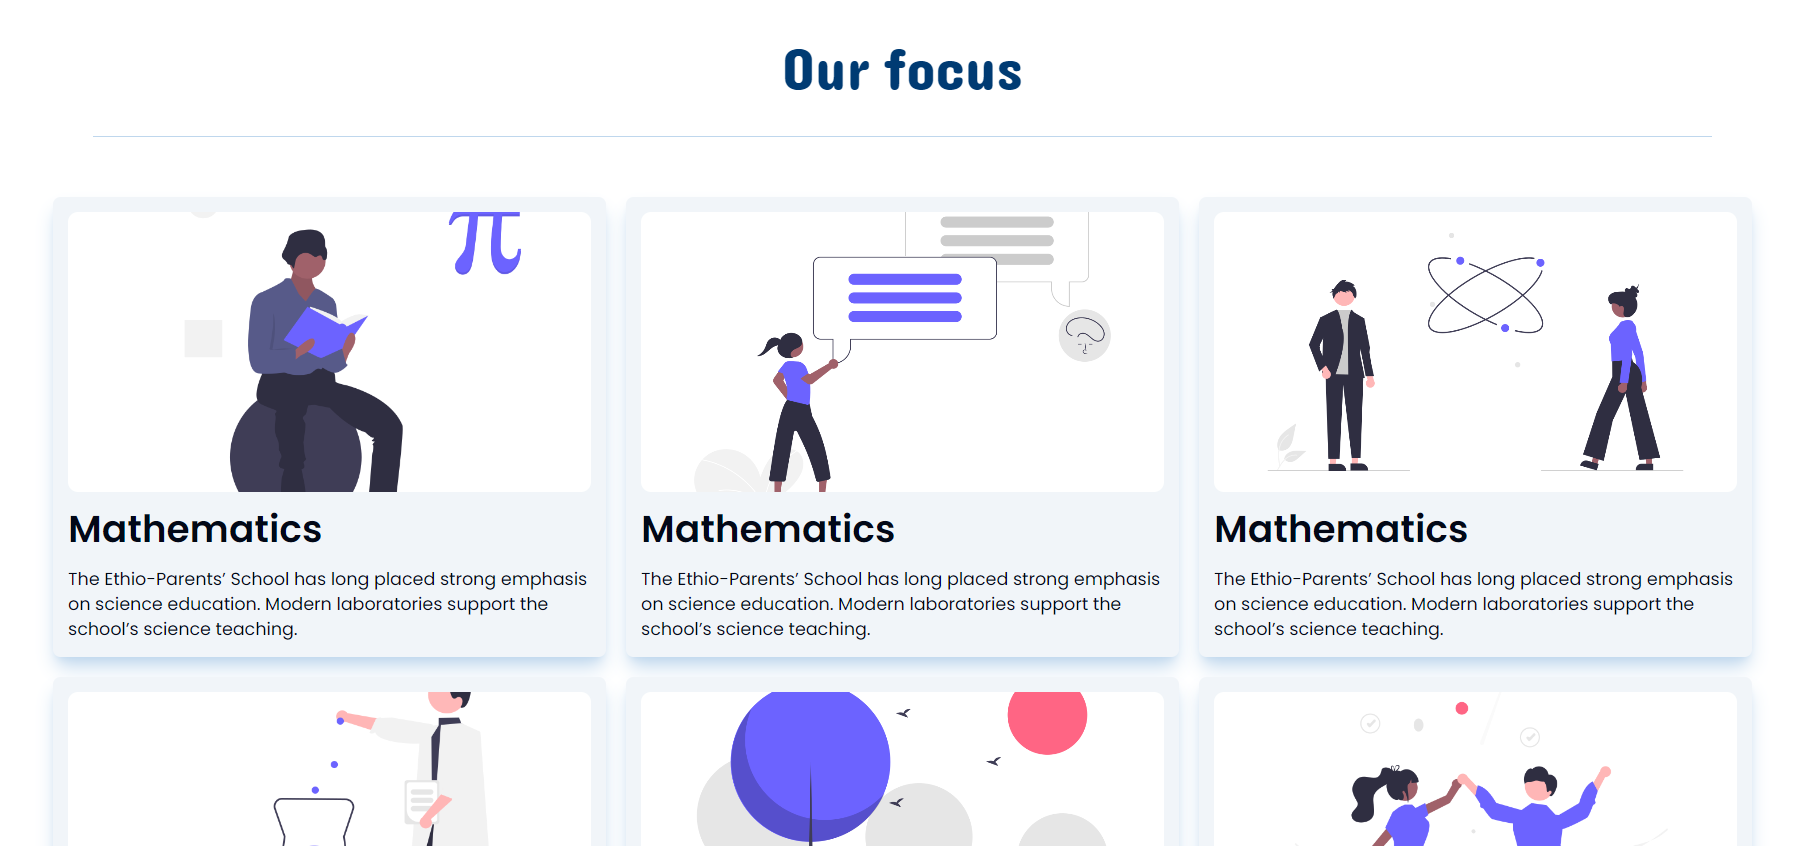 Our focus
π
Mathematics
The Ethio-Parents’ School has long placed strong emphasis
on science education. Modern laboratories support the
school’s science teaching.
Mathematics
The Ethio-Parents’ School has long placed strong emphasis
on science education. Modern laboratories support the
school’s science teaching.
Mathematics
The Ethio-Parents’ School has long placed strong emphasis
on science education. Modern laboratories support the
school’s science teaching.